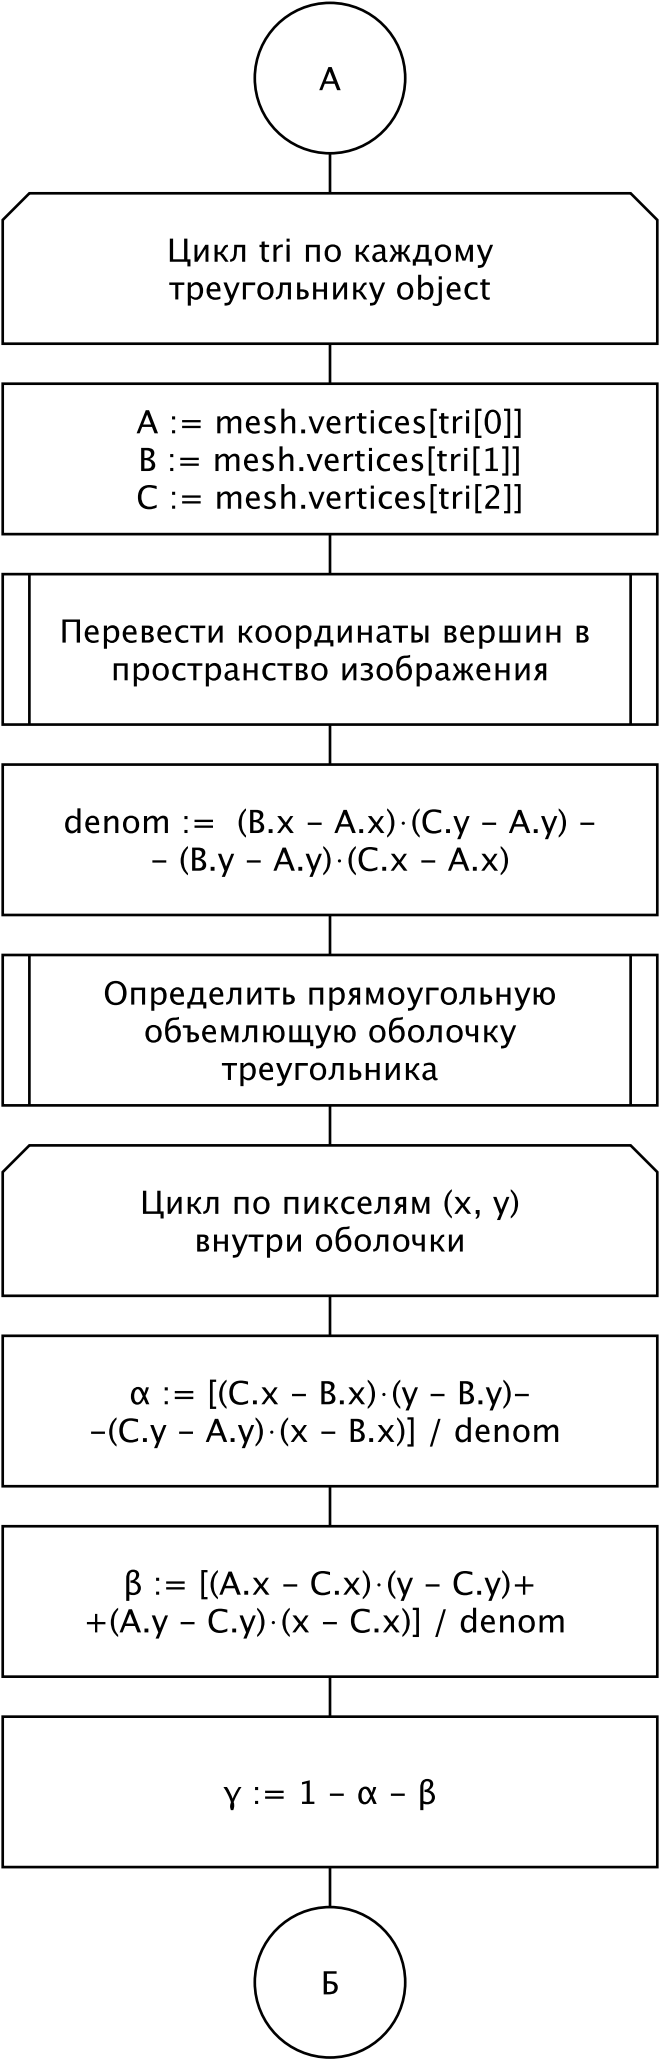 А
Цикл tri по каждому
треугольнику object
A := mesh.vertices[tri[0]]
B := mesh.vertices[tri[1]]
C := mesh.vertices[tri[2]]
Перевести координаты вершин в
пространство изображения
denom :=  (B.x – A.x)·(C.y – A.y) –
– (B.y – A.y)·(C.x – A.x)
Определить прямоугольную
объемлющую оболочку
треугольника
Цикл по пикселям (x, y)
внутри оболочки
α := [(C.x – B.x)·(y – B.y)–
–(C.y – A.y)·(x – B.x)] / denom
β := [(A.x – C.x)·(y – C.y)+
+(A.y – C.y)·(x – C.x)] / denom
γ := 1 – α – β
Б